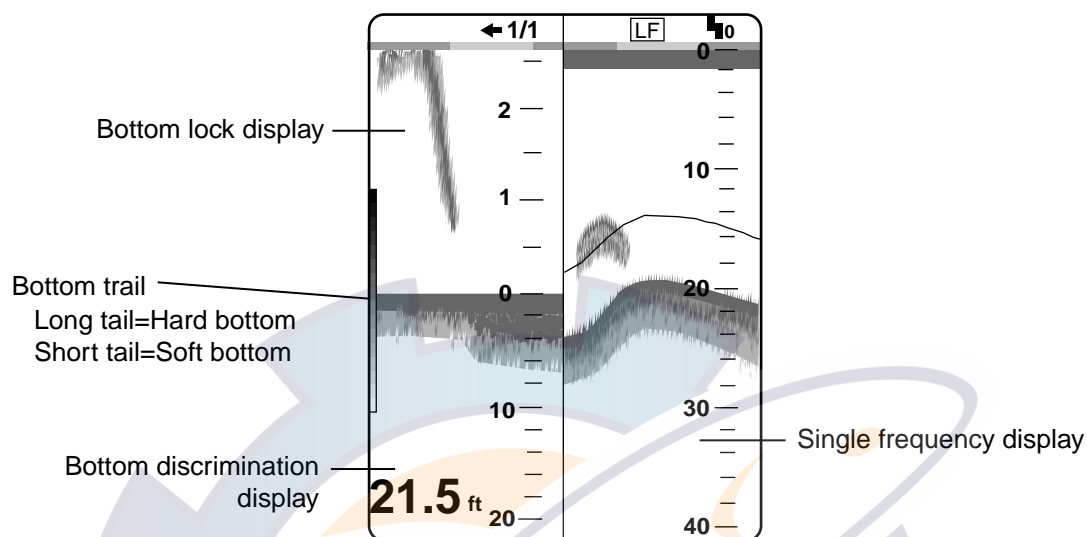 1/1
LF
0
0
2
10
Bottom lock display
1
Bottom trail
Long tail=Hard bottom
Short tail=Soft bottom
0
20
10
30
Single frequency display
Bottom discrimination
display
21.5 ft
20
40